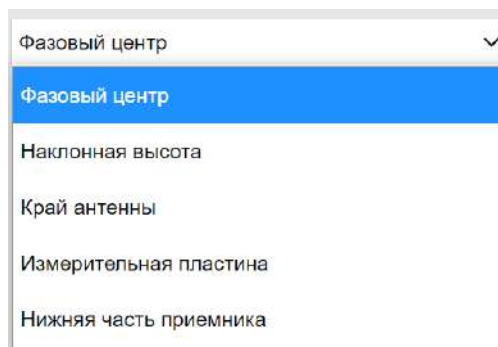 Фазовый центр
Фазовый центр
Наклонная высота
Край антенны
Измерительная пластина
Нижняя часть приемника